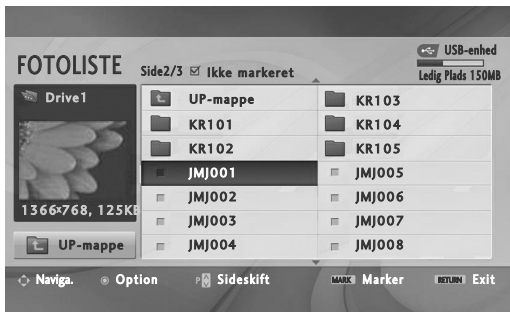 USB-enhed
FOTOLISTE
Side2/3 Ikke markeret
Ledig Plads 150MB
Drive1
1366x768, 125KB
UP-mappe
UP-mappe
KR101
KR102
JMJ001
JMJ002
JMJ003
JMJ004
KR103
KR104
KR105
JMJ005
JMJ006
JMJ007
JMJ008
Naviga.
Option
P Sideskift
MARK Marker
RETURN Exit